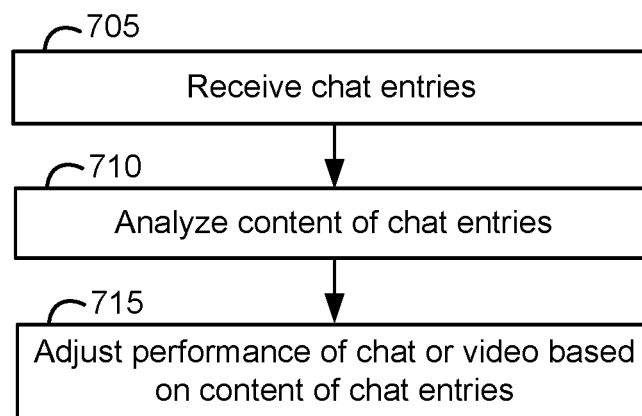 705
Receive chat entries
710
Analyze content of chat entries
715
Adjust performance of chat or video based
on content of chat entries